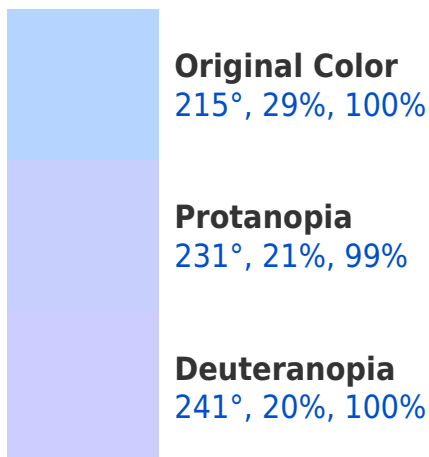 Original Color
215°, 29%, 100%
Protanopia
231°, 21%, 99%
Deuteranopia
241°, 20%, 100%